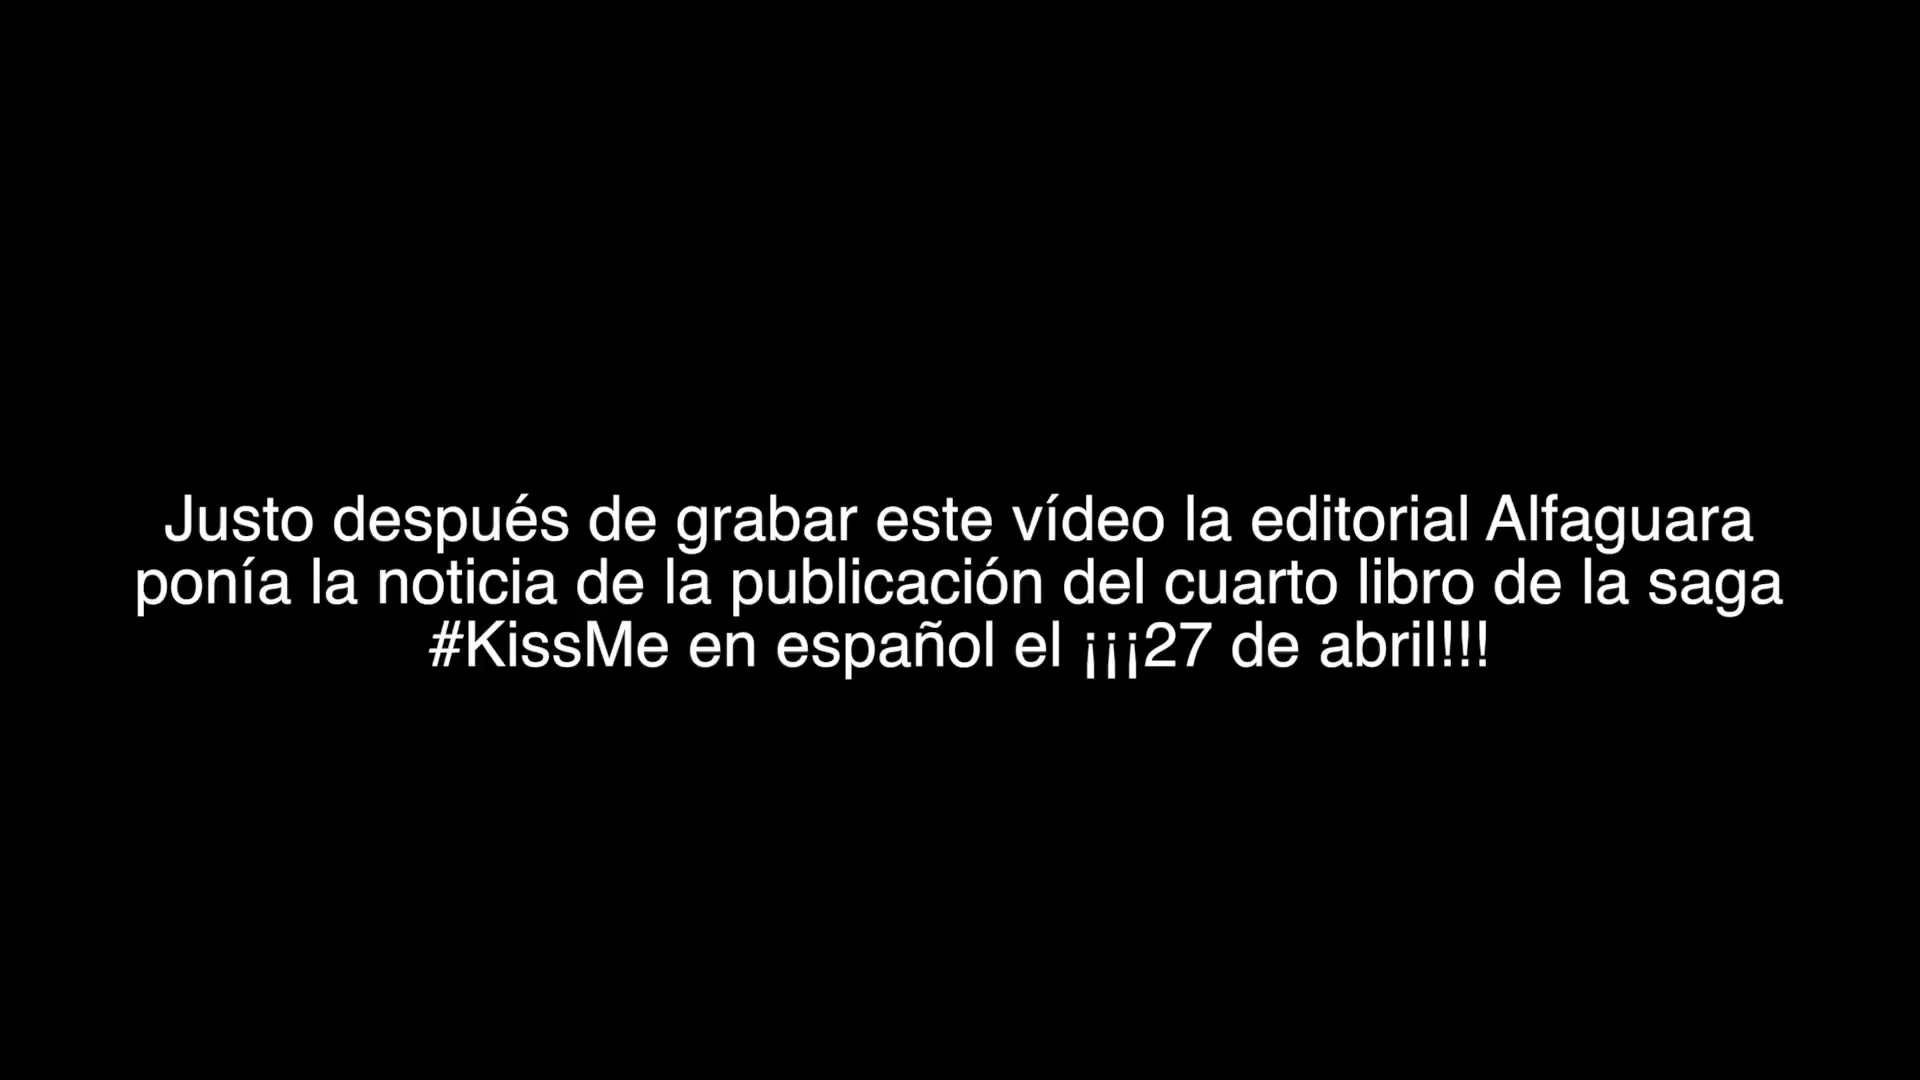 Justo después de grabar este vídeo la editorial Alfaguara
ponía la noticia de la publicación del cuarto libro de la saga
#KissMe en español el ¡¡¡27 de abril!!!